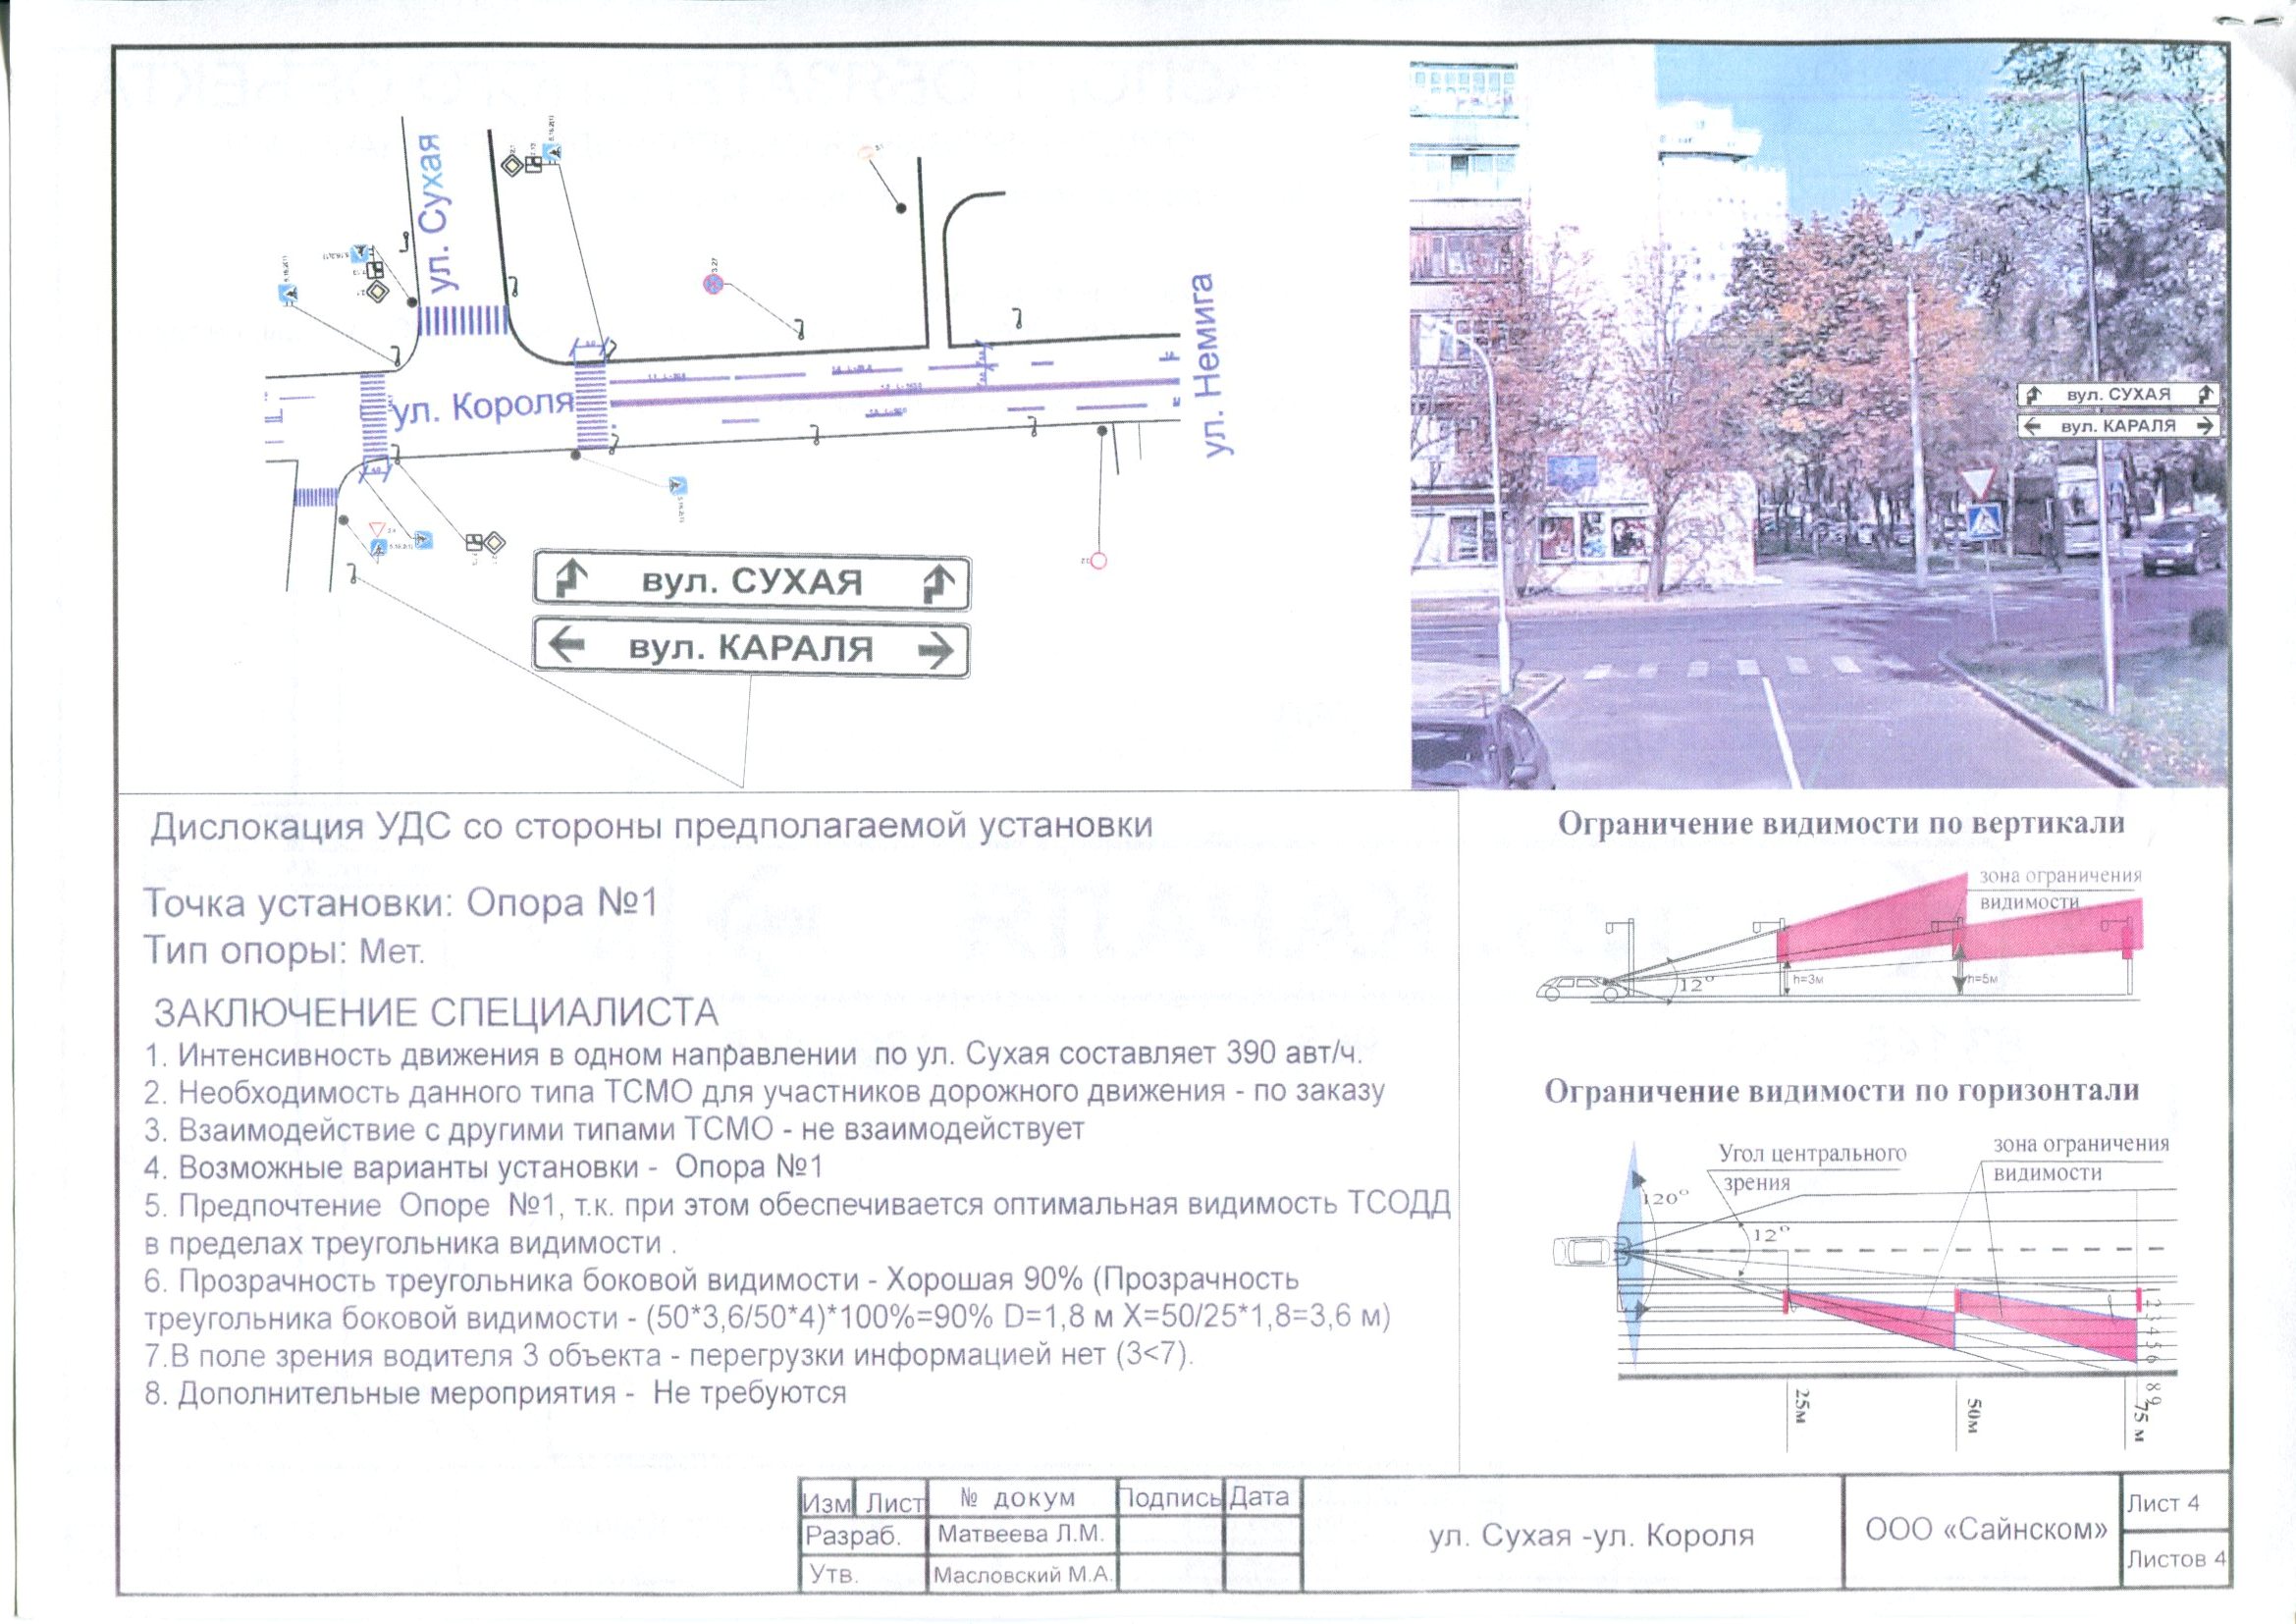 ул. Сухая
3.27
ул. Короля
ул. Немига
вул. СУХАЯ
вул. КАРАЛЯ
вул. СУХАЯ
вул. КАРАЛЯ
4
Дислокация УДС со стороны предполагаемой установки
Точка установки: Опора №1
Тип опоры: Мет.
ЗАКЛЮЧЕНИЕ СПЕЦИАЛИСТА
1. Интенсивность движения в одном направлении по ул. Сухая составляет 390 авт/ч.
2. Необходимость данного типа ТСМО для участников дорожного движения - по заказу
3. Взаимодействие с другими типами ТСМО - не взаимодействует
4. Возможные варианты установки - Опора №1
5. Предпочтение Опоре №1, т.к. при этом обеспечивается оптимальная видимость ТСОДД
в пределах треугольника видимости .
6. Прозрачность треугольника боковой видимости - Хорошая 90% (Прозрачность
треугольника боковой видимости - (50*3,6/50*4)*100%=90% D=1,8 м X=50/25*1,8=3,6 м)
7.В поле зрения водителя 3 объекта - перегрузки информацией нет (3<7).
8. Дополнительные мероприятия - Не требуются
Ограничение видимости по вертикали
зона ограничения
видимости
12°
h=3м
h=5м
Ограничение видимости по горизонтали
Угол центрального
зрения
зона ограничения
видимости
120°
12°
2 3 4 5 6
8 9
25м
50м
75 м
Изм Лист № докум Подпись Дата
Разраб. Матвеева Л.М.
Утв. Масловский М.А.
ул. Сухая -ул. Короля
ООО «Сайнском»
Лист 4
Листов 4